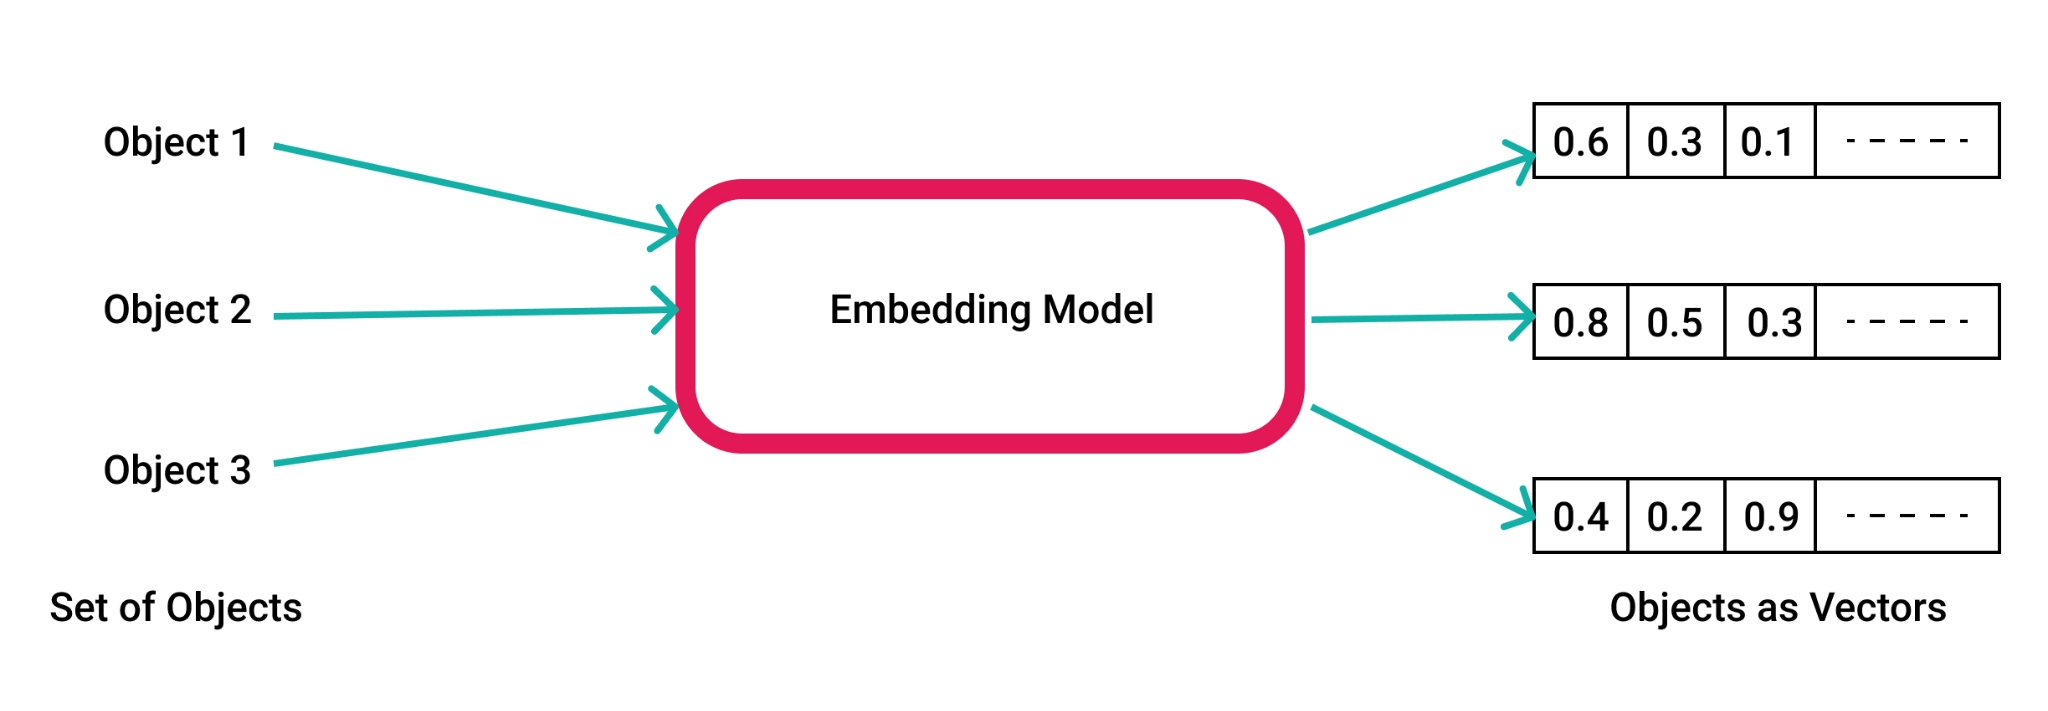 Object 1
0.6 0.3 0.1 - - - - -
Object 2
Embedding Model
0.8 0.5 0.3 - - - - -
Object 3
0.4 0.2 0.9 - - - - -
Set of Objects
Objects as Vectors